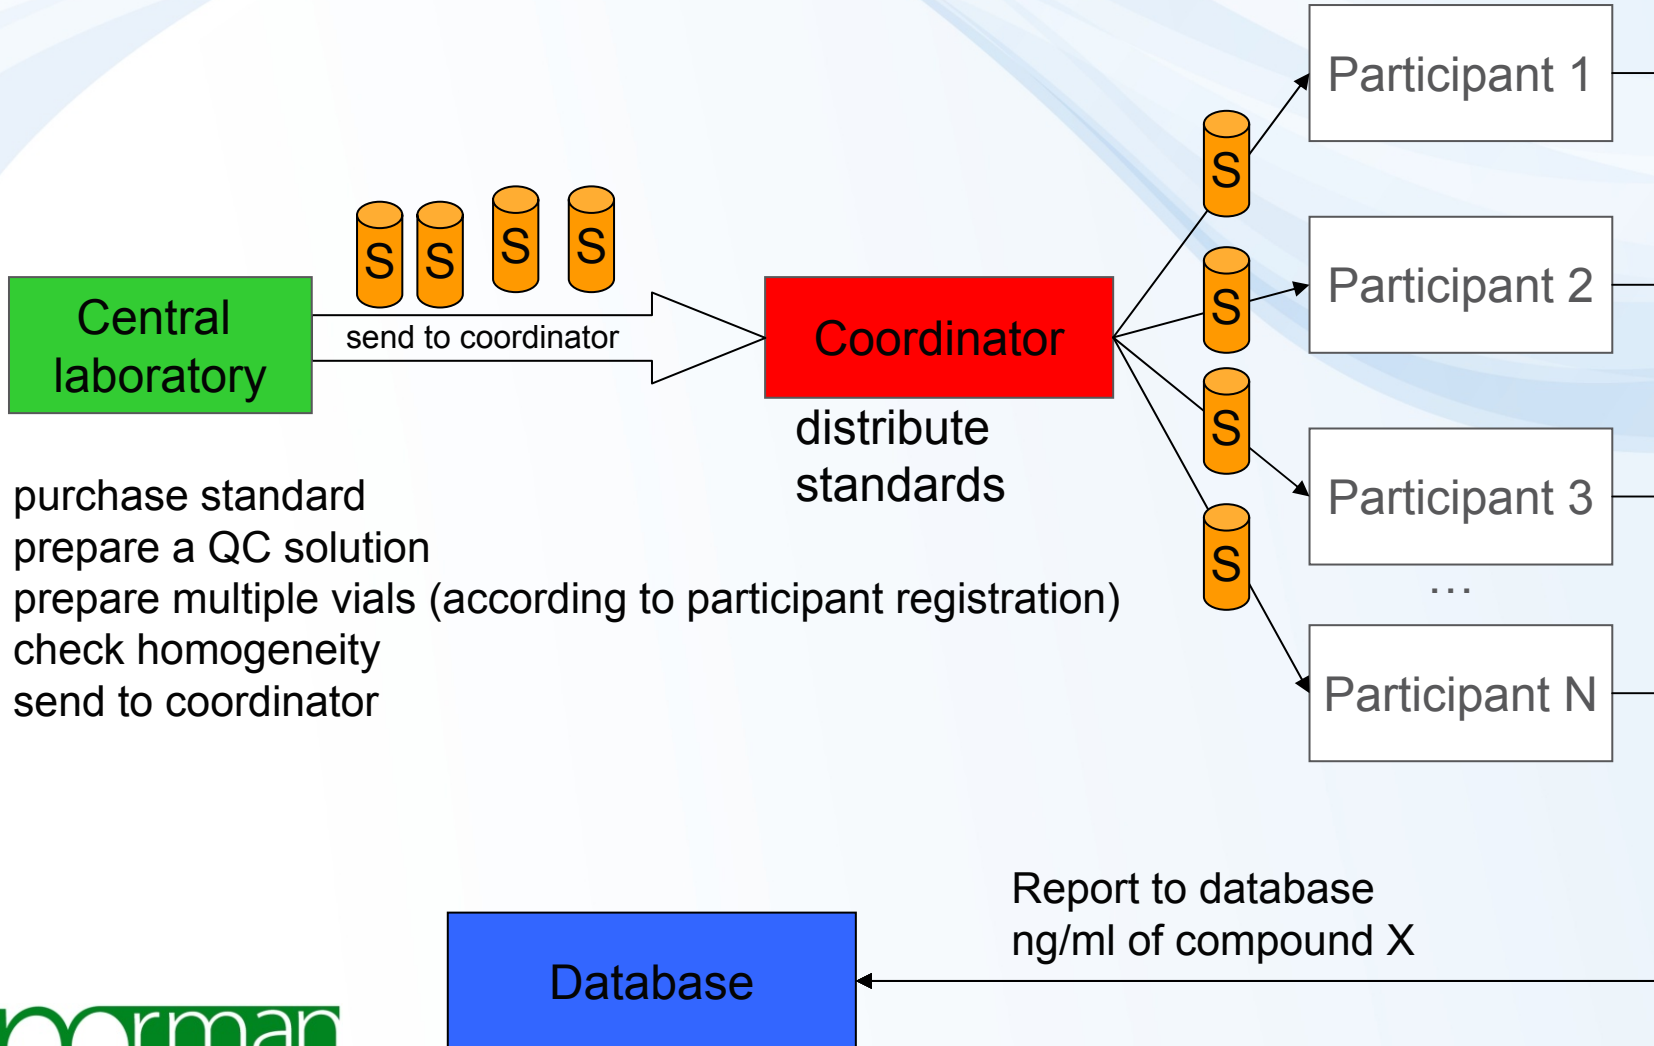 Participant 1
S
S S S S
Participant 2
Central
laboratory
send to coordinator
Coordinator
S
distribute
standards
S
Participant 3
purchase standard
prepare a QC solution
prepare multiple vials (according to participant registration)
check homogeneity
send to coordinator
S
...
Participant N
Report to database
ng/ml of compound X
Database
norman